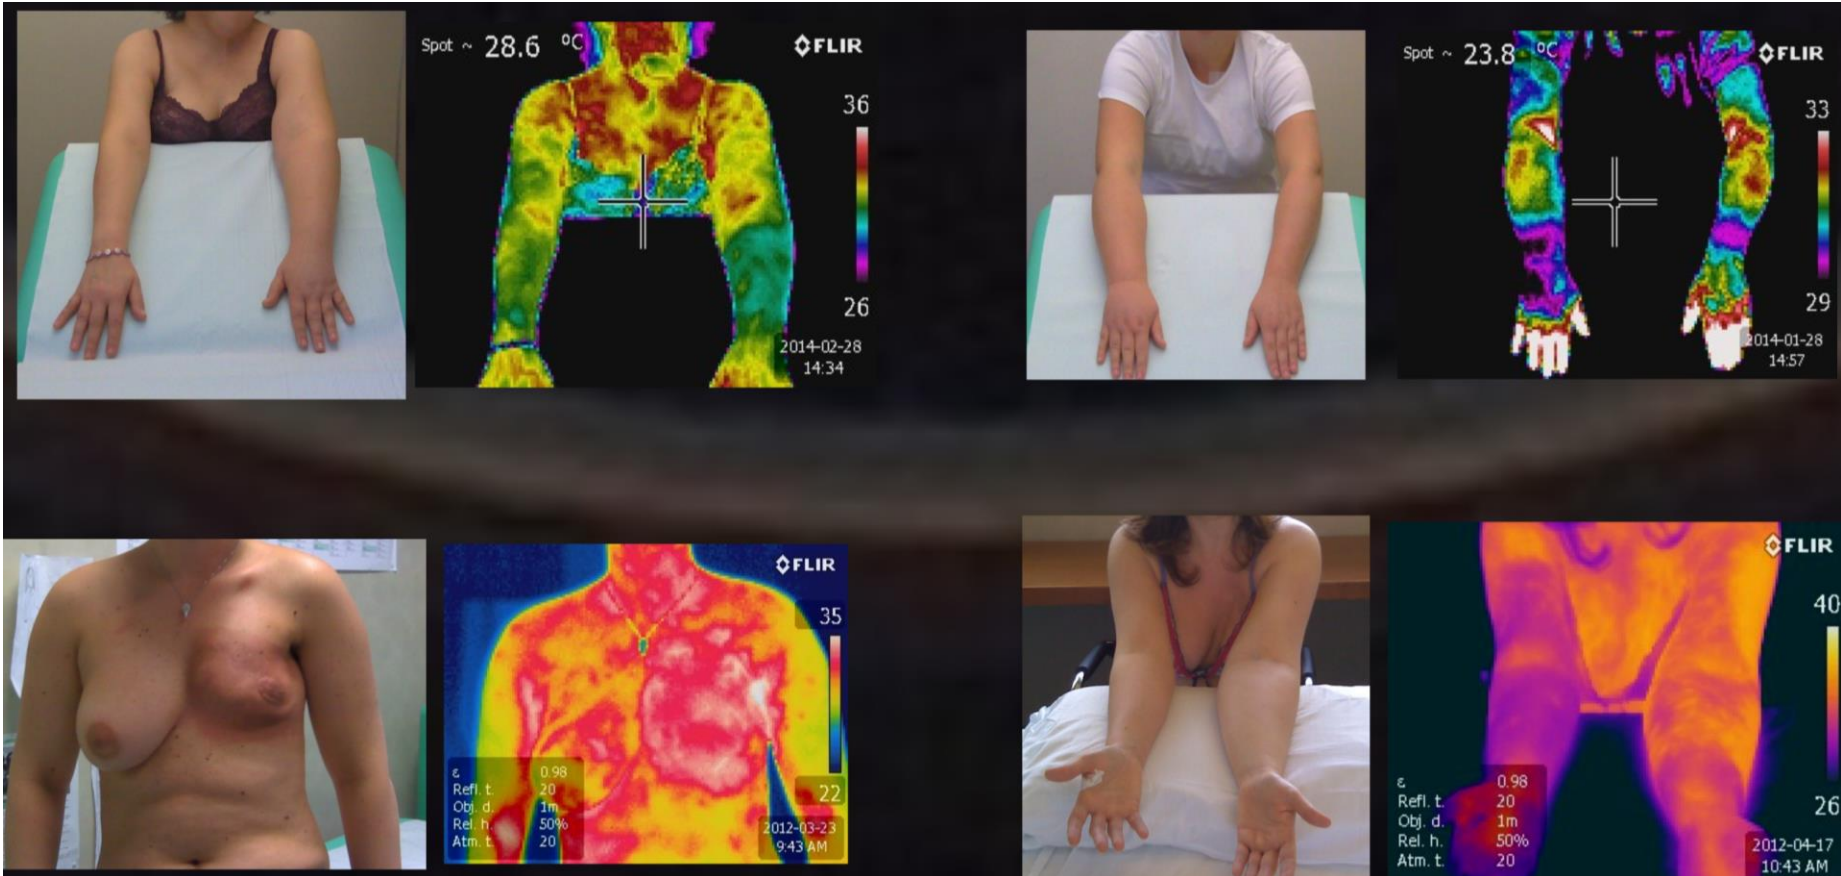 Spot ~ 28.6 °C
FLIR
36
26
2014-02-28
14:34
Spot ~ 23.8 °C
FLIR
33
29
2014-01-28
14:57
FLIR
35
22
ε 0.98
Refl. t. 20
Obj. d. 1m
Rel. h. 50%
Atm. t. 20
2012-03-23
9:43 AM
FLIR
40
26
ε 0.98
Refl. t. 20
Obj. d. 1m
Rel. h. 50%
Atm. t. 20
2012-04-17
10:43 AM